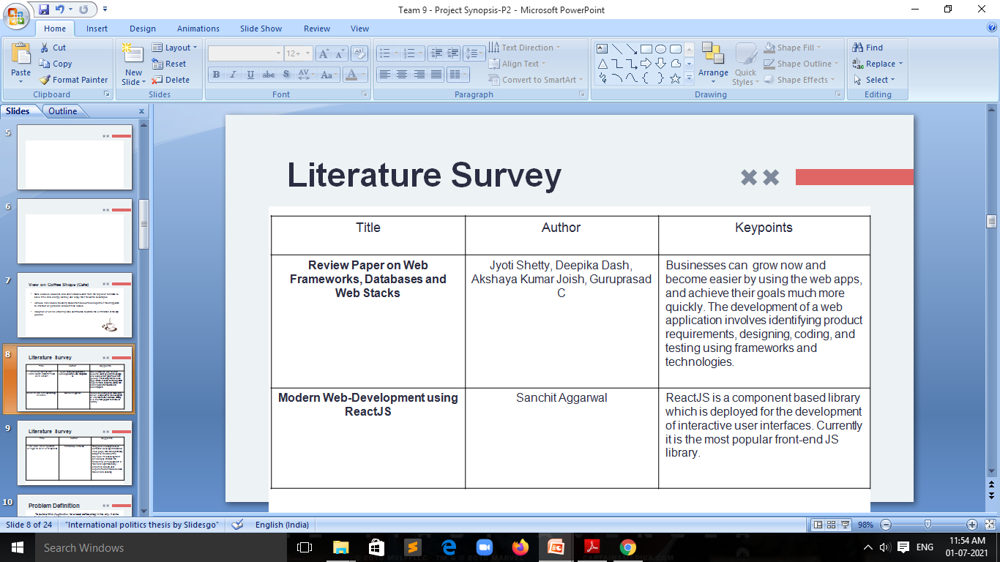 Team 9 - Project Synopsis-P2 - Microsoft PowerPoint
Home Insert Design Animations Slide Show Review View
Paste
Cut
Copy
Format Painter
Clipboard
New
Slide
Layout
Reset
Delete
Slides
12+
B I U abc S AV Aa A
Font
Text Direction
Align Text
Convert to SmartArt
Paragraph
Arrange
Quick
Styles
Shape Fill
Shape Outline
Shape Effects
Drawing
Find
Replace
Select
Editing
Slides Outline x
5
6
7
View on Coffee Shops (Cafe)
8
Literature Survey
9
Literature Survey
10
Problem Definition
Literature Survey
Title Author Keypoints
Review Paper on Web
Frameworks, Databases and
Web Stacks
Jyoti Shetty, Deepika Dash,
Akshaya Kumar Joish, Guruprasad
C
Businesses can grow now and
become easier by using the web apps,
and achieve their goals much more
quickly. The development of a web
application involves identifying product
requirements, designing, coding, and
testing using frameworks and
technologies.
Modern Web-Development using
ReactJS
Sanchit Aggarwal
ReactJS is a component based library
which is deployed for the development
of interactive user interfaces. Currently
it is the most popular front-end JS
library.
Slide 8 of 24 "International politics thesis by Slidesgo" English (India) 98%
Search Windows
ENG
11:54 AM
01-07-2021